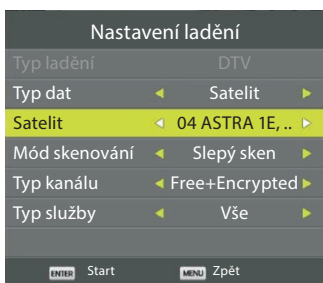 Nastavení ladění
Typ ladění DTV
Typ dat Satelit
Satelit 04 ASTRA 1E, ..
Mód skenování Slepý sken
Typ kanálu Free+Encrypted
Typ služby Vše
ENTER Start MENU Zpět